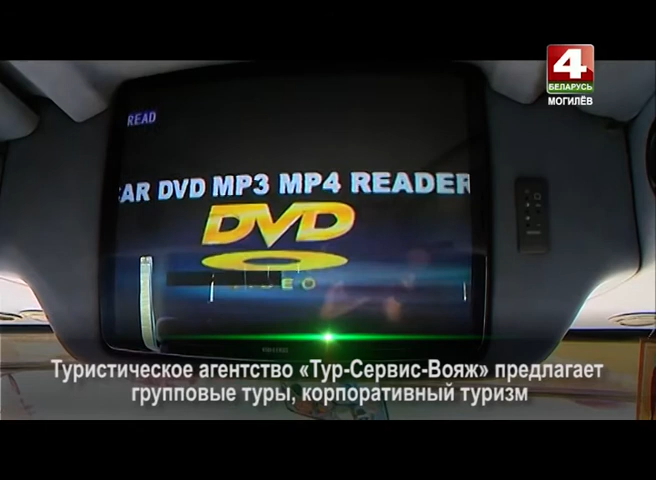 4
БЕЛАРУСЬ
МОГИЛЁВ
READ
CAR DVD MP3 MP4 READER
DVD
VIDEO
Туристическое агентство «Тур-Сервис-Вояж» предлагает
групповые туры, корпоративный туризм